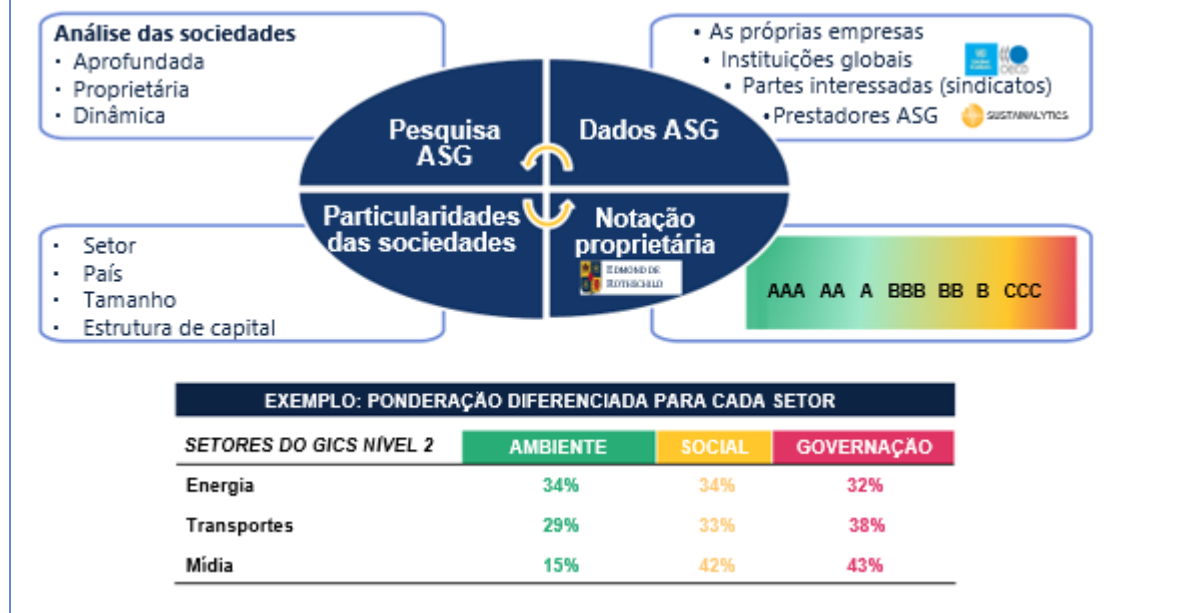 Análise das sociedades
• Aprofundada
• Proprietária
• Dinâmica
• As próprias empresas
• Instituições globais
OECD
• Partes interessadas (sindicatos)
•Prestadores ASG
SUSTAINALYTICS
Pesquisa
ASG
Dados ASG
Particularidades
das sociedades
Notação
proprietária
EDMOND DE
ROTHSCHILD
• Setor
• País
• Tamanho
• Estrutura de capital
AAA AA A BBB BB B CCC
EXEMPLO: PONDERAÇÃO DIFERENCIADA PARA CADA SETOR
SETORES DO GICS NÍVEL 2 AMBIENTE SOCIAL GOVERNAÇÃO
Energia 34% 34% 32%
Transportes 29% 33% 38%
Mídia 15% 42% 43%